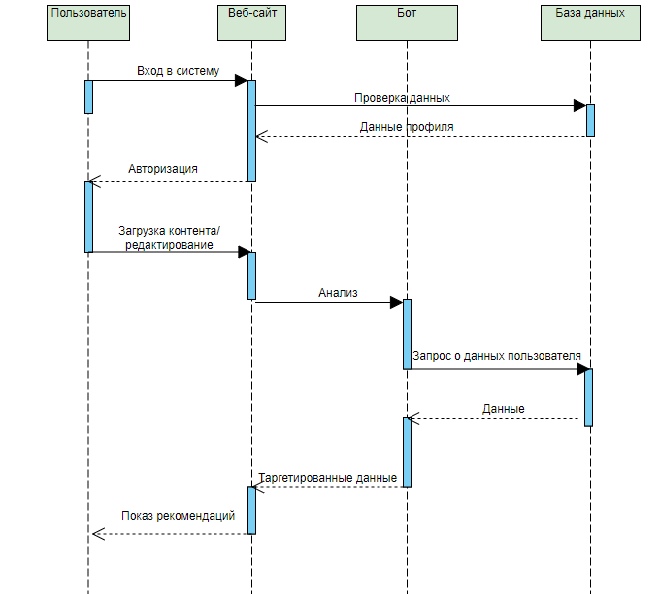 Пользователь
Веб-сайт
Бот
База данных
Вход в систему
Проверка данных
Данные профиля
Авторизация
Загрузка контента/
редактирование
Анализ
Запрос о данных пользователя
Данные
Таргетированные данные
Показ рекомендаций